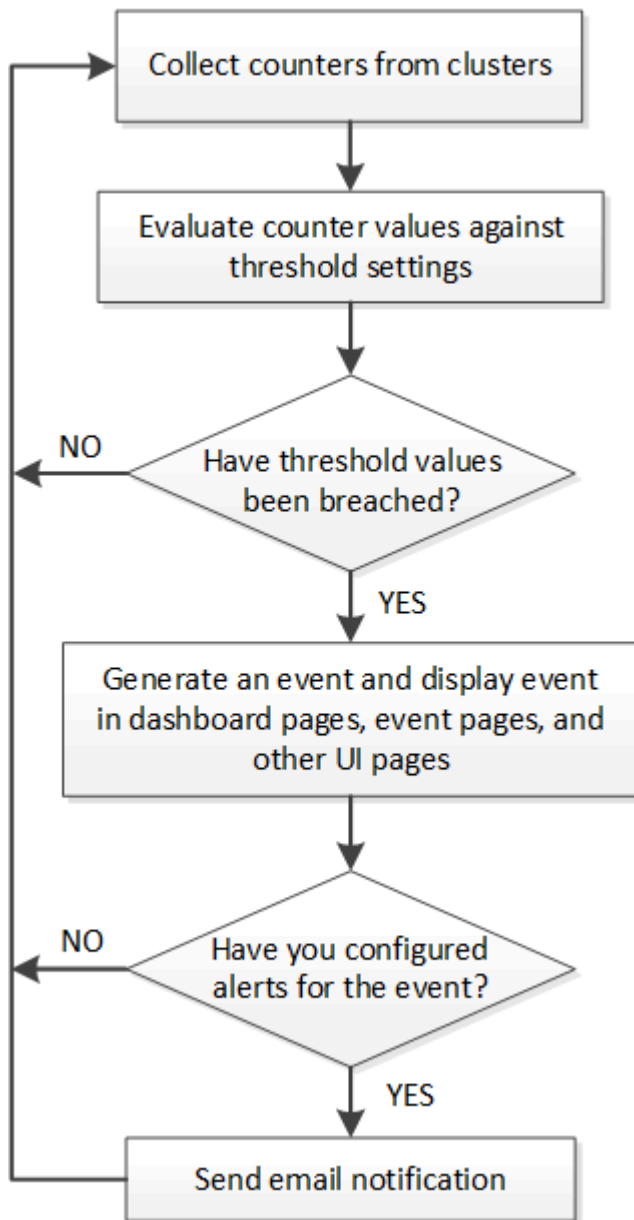 Collect counters from clusters
Evaluate counter values against
threshold settings
NO
Have threshold values
been breached?
YES
Generate an event and display event
in dashboard pages, event pages, and
other UI pages
NO
Have you configured
alerts for the event?
YES
Send email notification